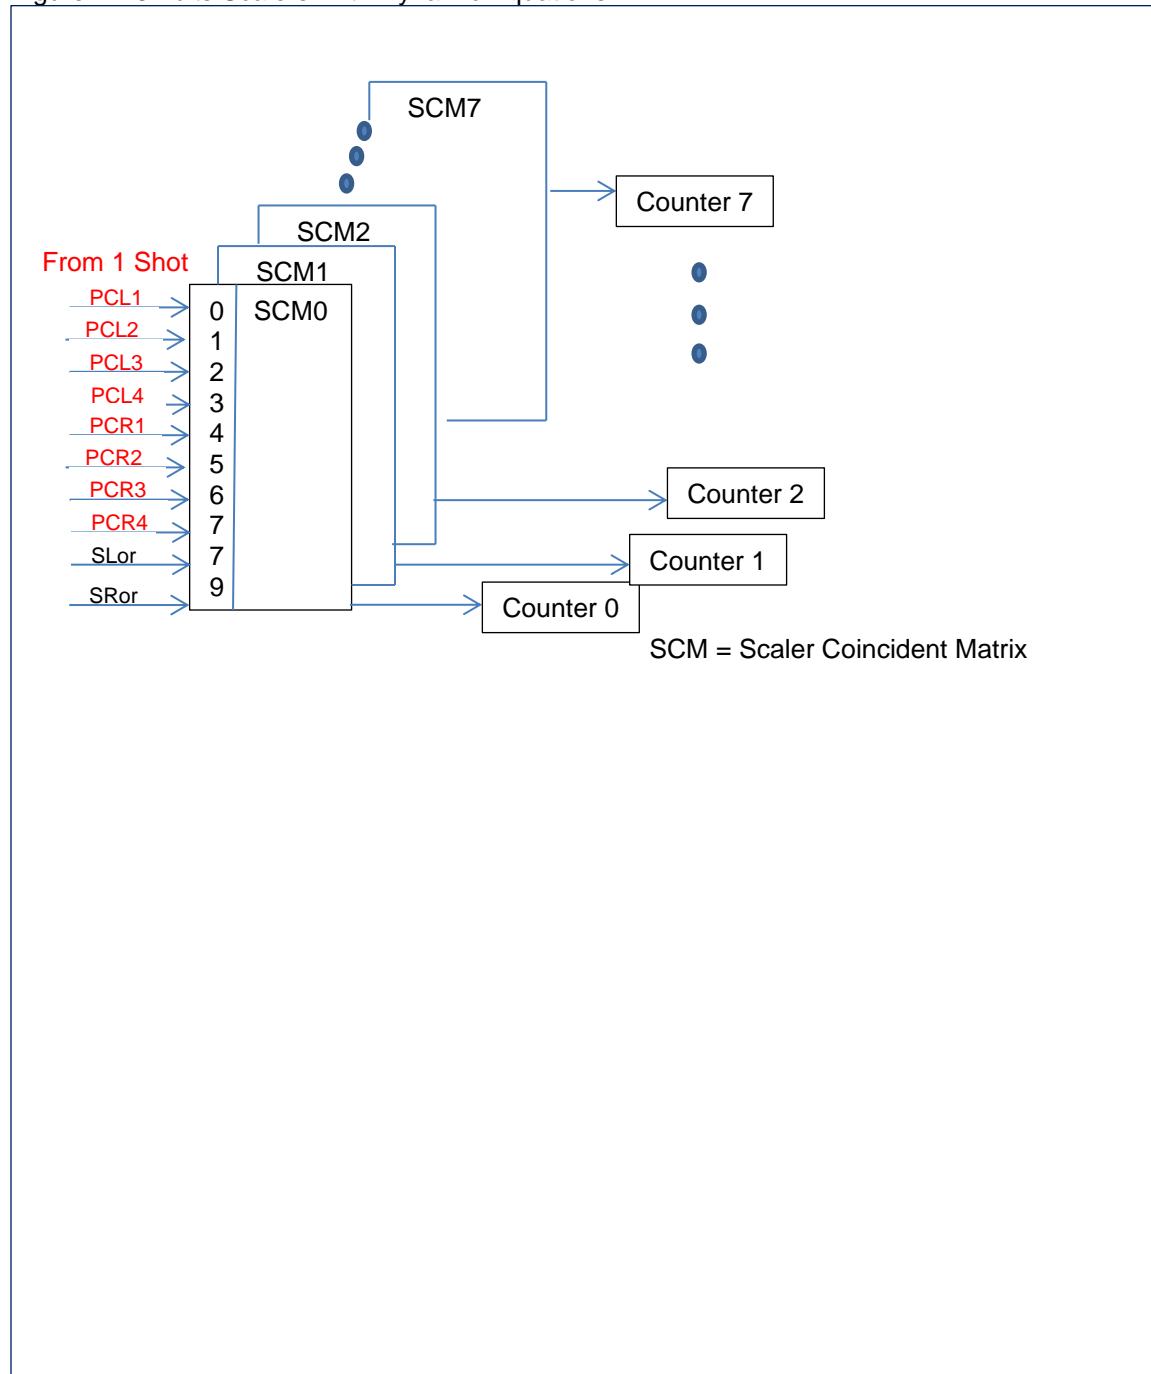 SCM7
Counter 7
SCM2
From 1 Shot
SCM1
PCL1
0
SCM0
PCL2
1
PCL3
2
PCL4
3
PCR1
4
PCR2
5
Counter 2
PCR3
6
PCR4
7
SLor
7
Counter 1
9
SRor
Counter 0
SCM = Scaler Coincident Matrix